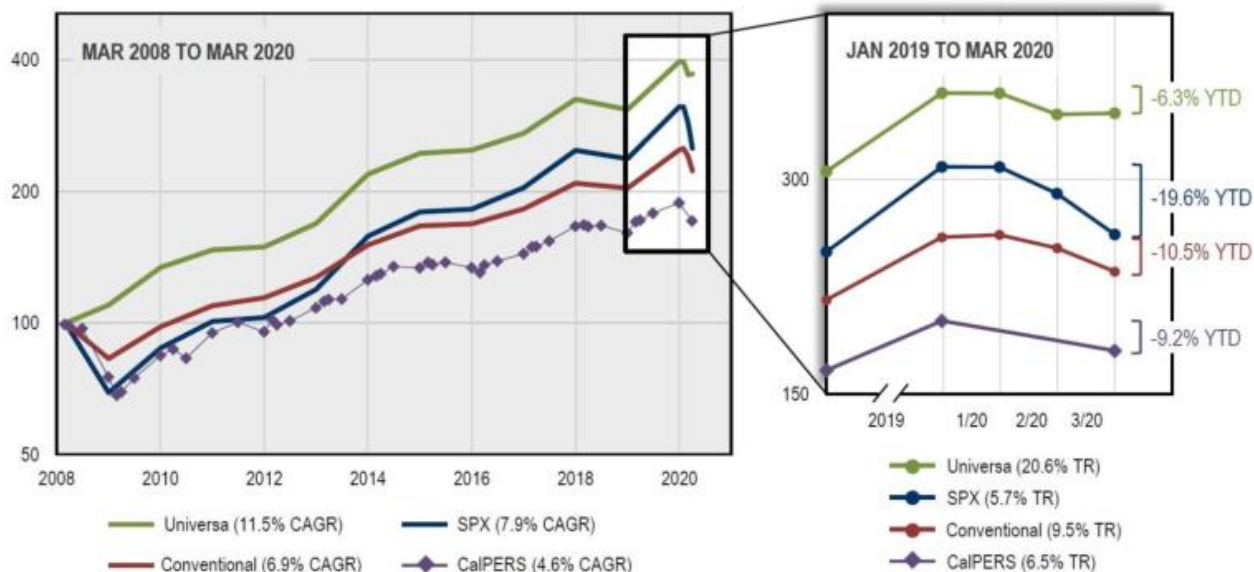 MAR 2008 TO MAR 2020
400
200
100
50
2008 2010 2012 2014 2016 2018 2020
Universa (11.5% CAGR)
SPX (7.9% CAGR)
Conventional (6.9% CAGR)
CalPERS (4.6% CAGR)
JAN 2019 TO MAR 2020
300
150
-6.3% YTD
-19.6% YTD
-10.5% YTD
-9.2% YTD
2019 1/20 2/20 3/20
Universa (20.6% TR)
SPX (5.7% TR)
Conventional (9.5% TR)
CalPERS (6.5% TR)